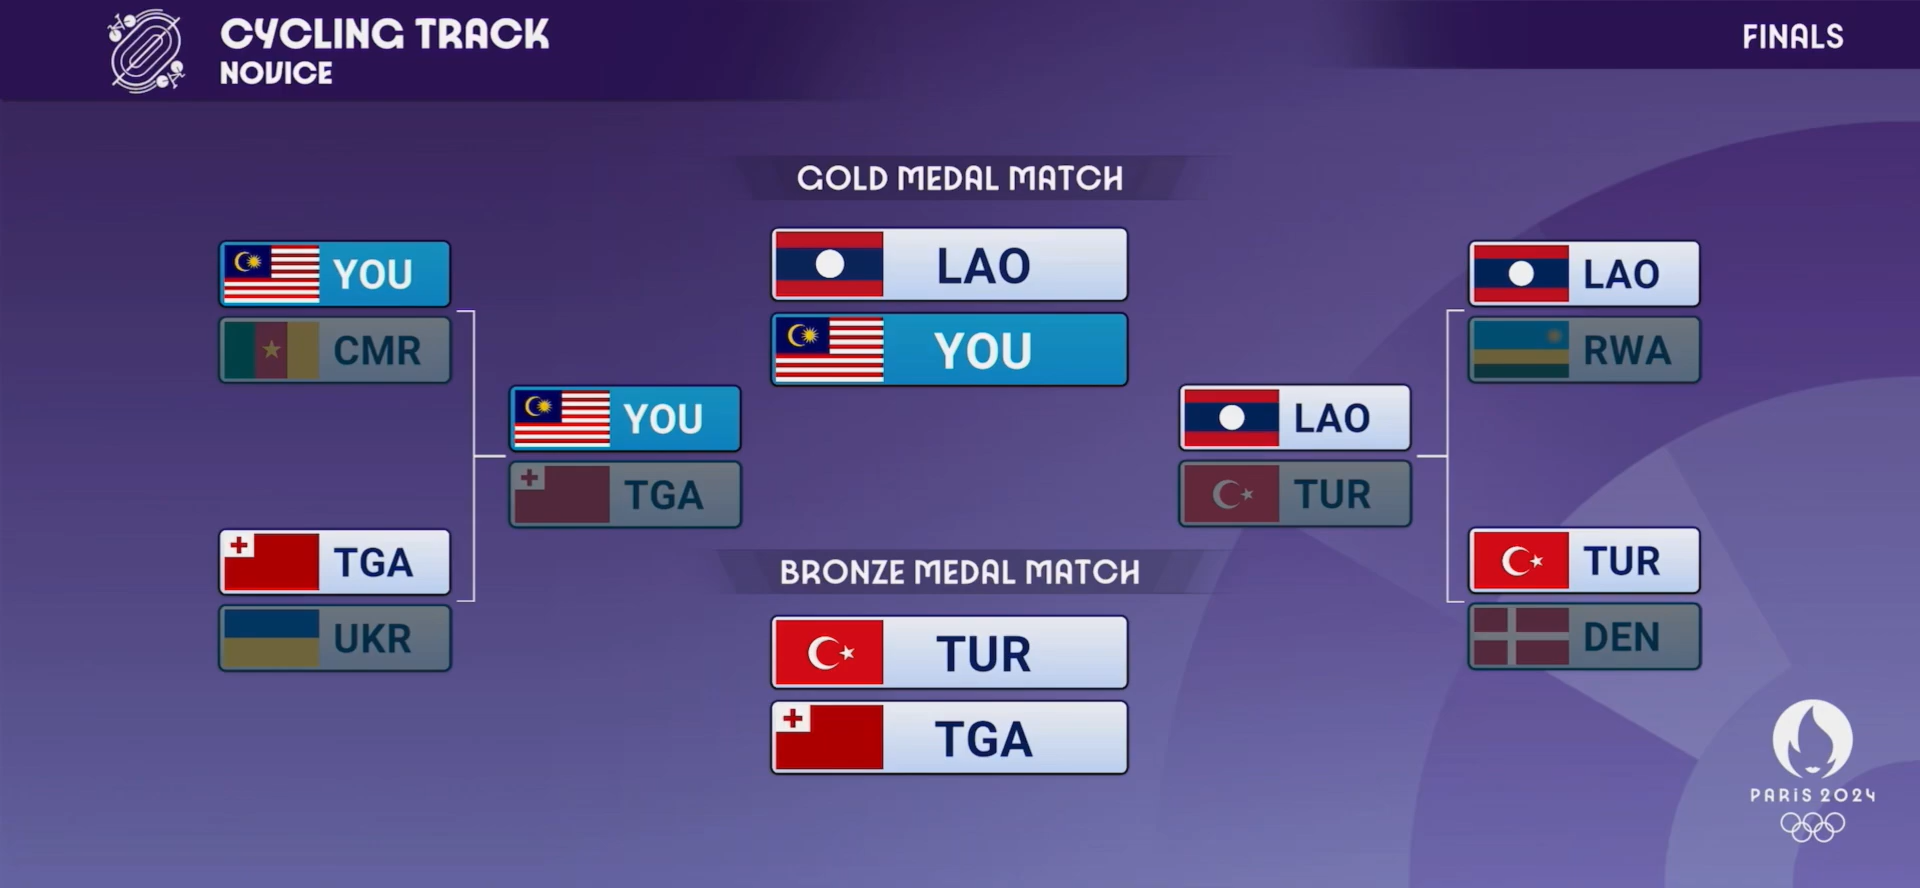 CYCLING TRACK
NOVICE
FINALS
GOLD MEDAL MATCH
LAO
YOU
YOU
CMR
YOU
TGA
TGA
UKR
LAO
RWA
LAO
TUR
TUR
DEN
BRONZE MEDAL MATCH
TUR
TGA
PARIS 2024